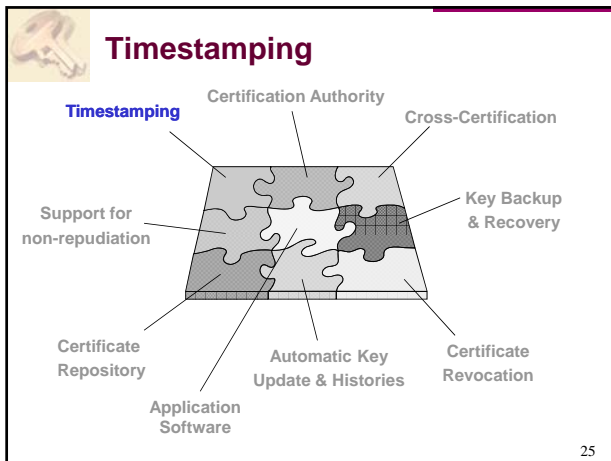 Timestamping
Certification Authority
Timestamping
Cross-Certification
Key Backup
& Recovery
Support for
non-repudiation
Certificate
Repository
Automatic Key
Update & Histories
Certificate
Revocation
Application
Software
25